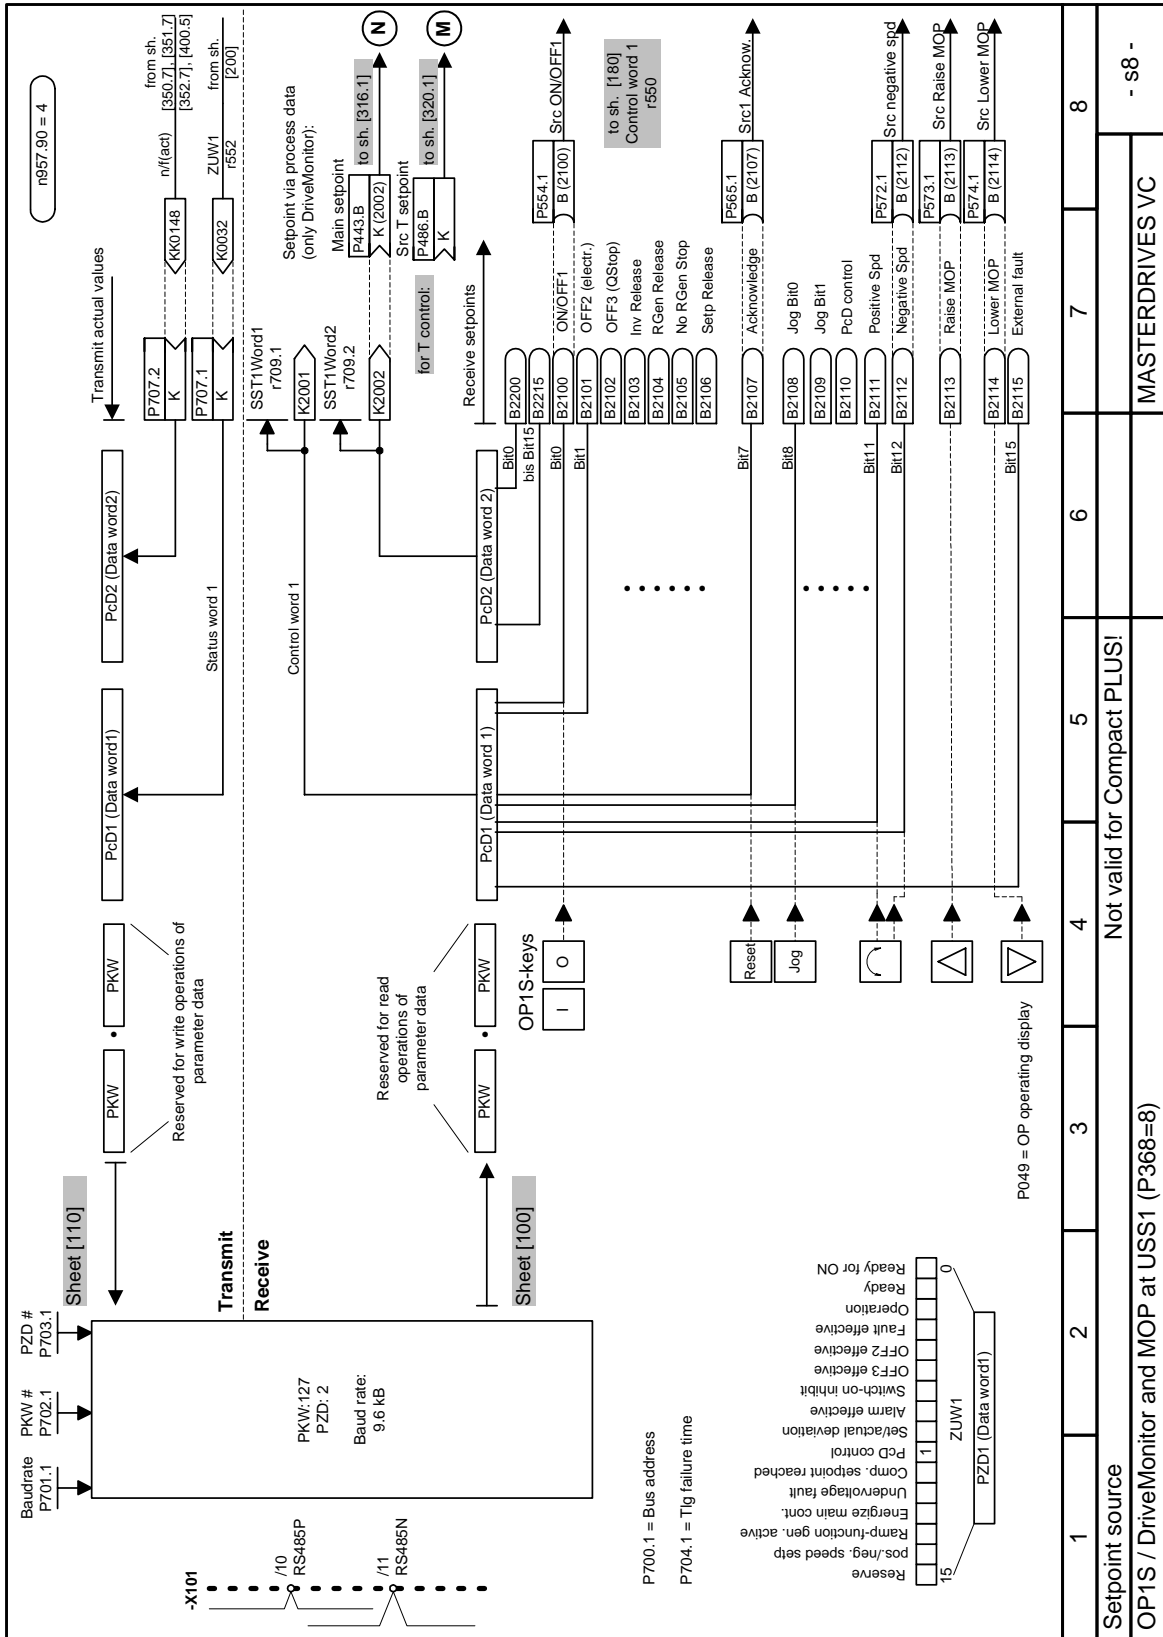 n957.90 = 4
Baudrate
P701.1
PKW #
P702.1
PZD #
P703.1
Sheet [110]
PKW
PKW
PcD1 (Data word1)
PcD2 (Data word2)
Transmit actual values
Reserved for write operations of
parameter data
P707.2
K
KK0148
n/f(act)
from sh.
[350.7], [351.7]
[352.7], [400.5]
P707.1
K
K0032
ZUW1
r552
from sh.
[200]
Status word 1
Transmit
Receive
-X101
/10
RS485P
/11
RS485N
PKW:127
PZD: 2
Baud rate:
9.6 kB
Control word 1
SST1Word1
r709.1
K2001
SST1Word2
r709.2
K2002
Setpoint via process data
(only DriveMonitor):
Main setpoint
P443.B
K (2002)
to sh. [316.1]
N
Src T setpoint
for T control:
P486.B
K
to sh. [320.1]
M
Reserved for read
operations of
parameter data
Receive setpoints
Sheet [100]
PKW
PKW
PcD1 (Data word 1)
PcD2 (Data word 2)
OP1S-keys
I
O
Bit0
B2200
bis Bit15
B2215
Bit0
B2100
ON/OFF1
P554.1
B (2100)
Src ON/OFF1
Bit1
B2101
OFF2 (electr.)
B2102
OFF3 (QStop)
B2103
Inv Release
B2104
RGen Release
B2105
No RGen Stop
B2106
Setp Release
to sh. [180]
Control word 1
r550
Reset
Bit7
B2107
Acknowledge
P565.1
B (2107)
Src1 Acknow.
Jog
Bit8
B2108
Jog Bit0
B2109
Jog Bit1
B2110
PcD control
Bit11
B2111
Positive Spd
Bit12
B2112
Negative Spd
P572.1
B (2112)
Src negative spd
B2113
Raise MOP
P573.1
B (2113)
Src Raise MOP
B2114
Lower MOP
P574.1
B (2114)
Src Lower MOP
Bit15
B2115
External fault
P700.1 = Bus address
P704.1 = Tlg failure time
P049 = OP operating display
Reserve
pos./neg. speed setp
Ramp-function gen. active
Energize main cont.
Undervoltage fault
Comp. setpoint reached
PcD control
Set/actual deviation
Alarm effective
Switch-on inhibit
OFF3 effective
OFF2 effective
Fault effective
Operation
Ready
Ready for ON
1
15
ZUW1
0
PZD1 (Data word1)
1
2
3
4
5
6
7
8
Setpoint source
Not valid for Compact PLUS!
OP1S / DriveMonitor and MOP at USS1 (P368=8)
MASTERDRIVES VC
- s8 -